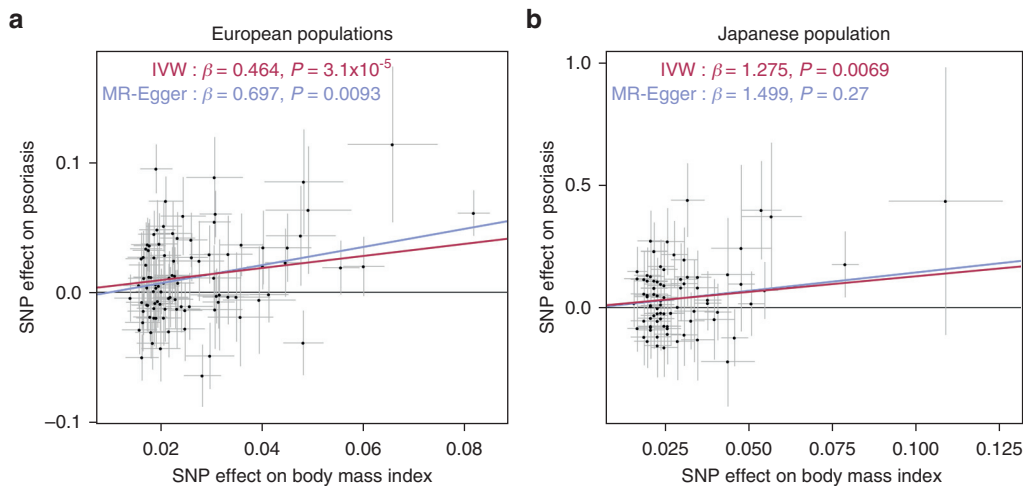 a
European populations
IVW : β = 0.464, P = 3.1x10⁻⁵
MR-Egger : β = 0.697, P = 0.0093
0.1
0.0
−0.1
SNP effect on psoriasis
0.02
0.04
0.06
0.08
SNP effect on body mass index
b
Japanese population
IVW : β = 1.275, P = 0.0069
MR-Egger : β = 1.499, P = 0.27
1.0
0.5
0.0
SNP effect on psoriasis
0.025
0.050
0.075
0.100
0.125
SNP effect on body mass index